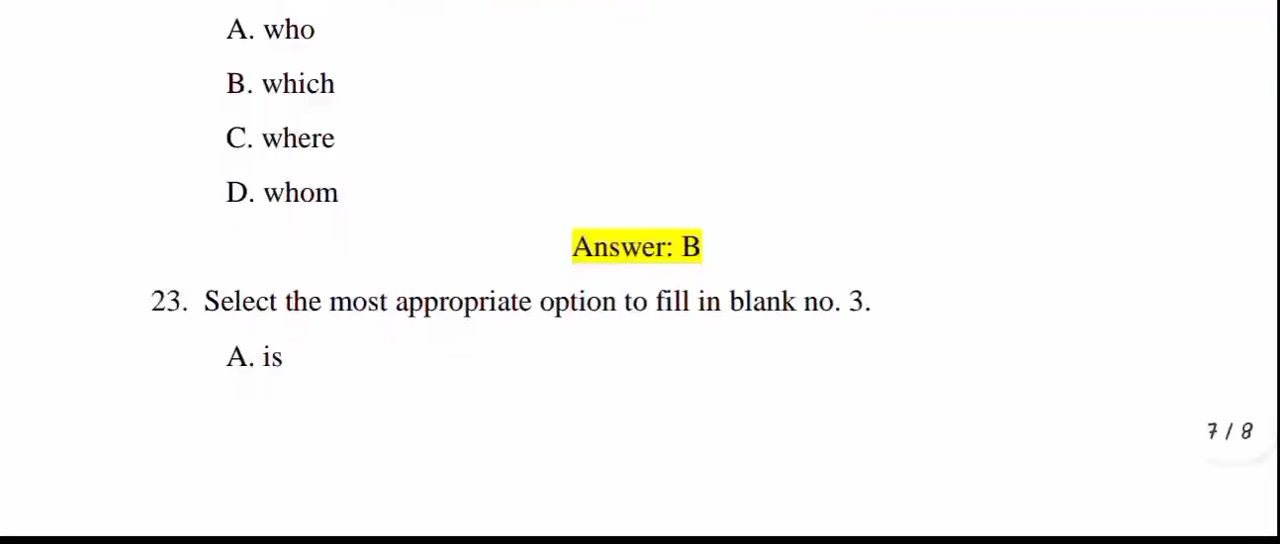 A. who
B. which
C. where
D. whom
Answer: B
23. Select the most appropriate option to fill in blank no. 3.
A. is
7 / 8